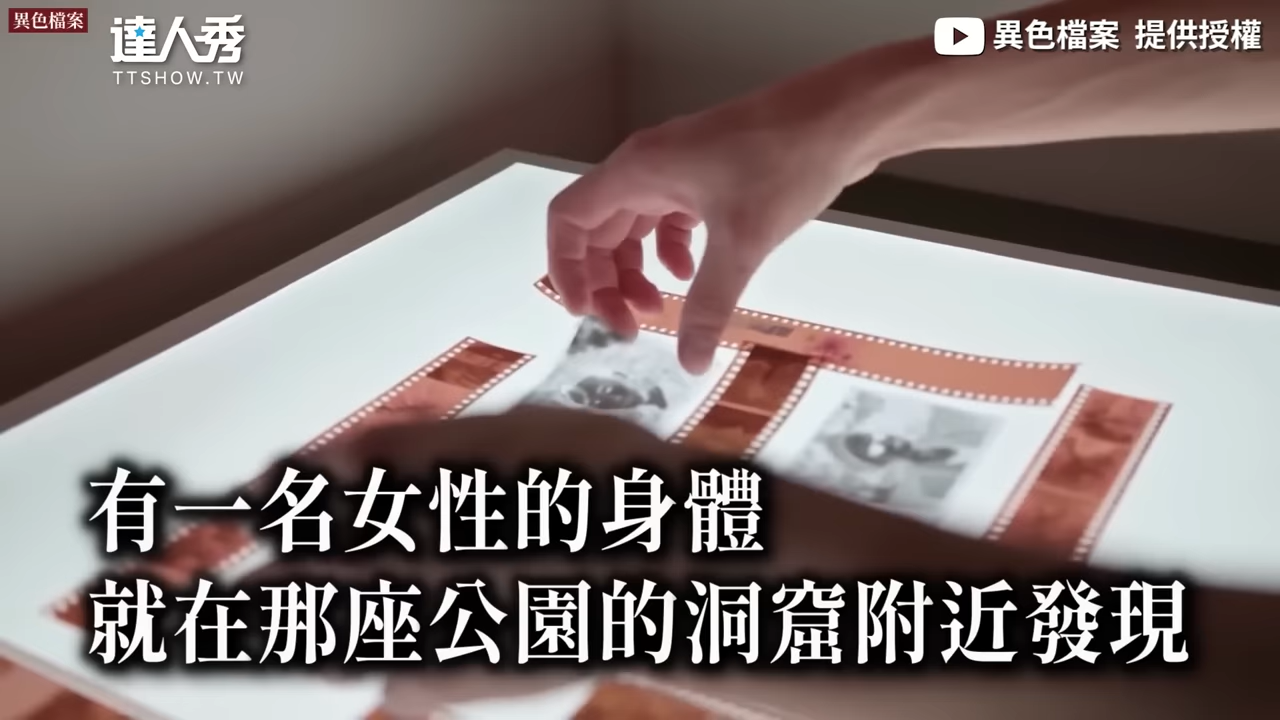 異色檔案
達人秀
TTSHOW.TW
異色檔案 提供授權
有一名女性的身體
就在那座公園的洞窟附近發現